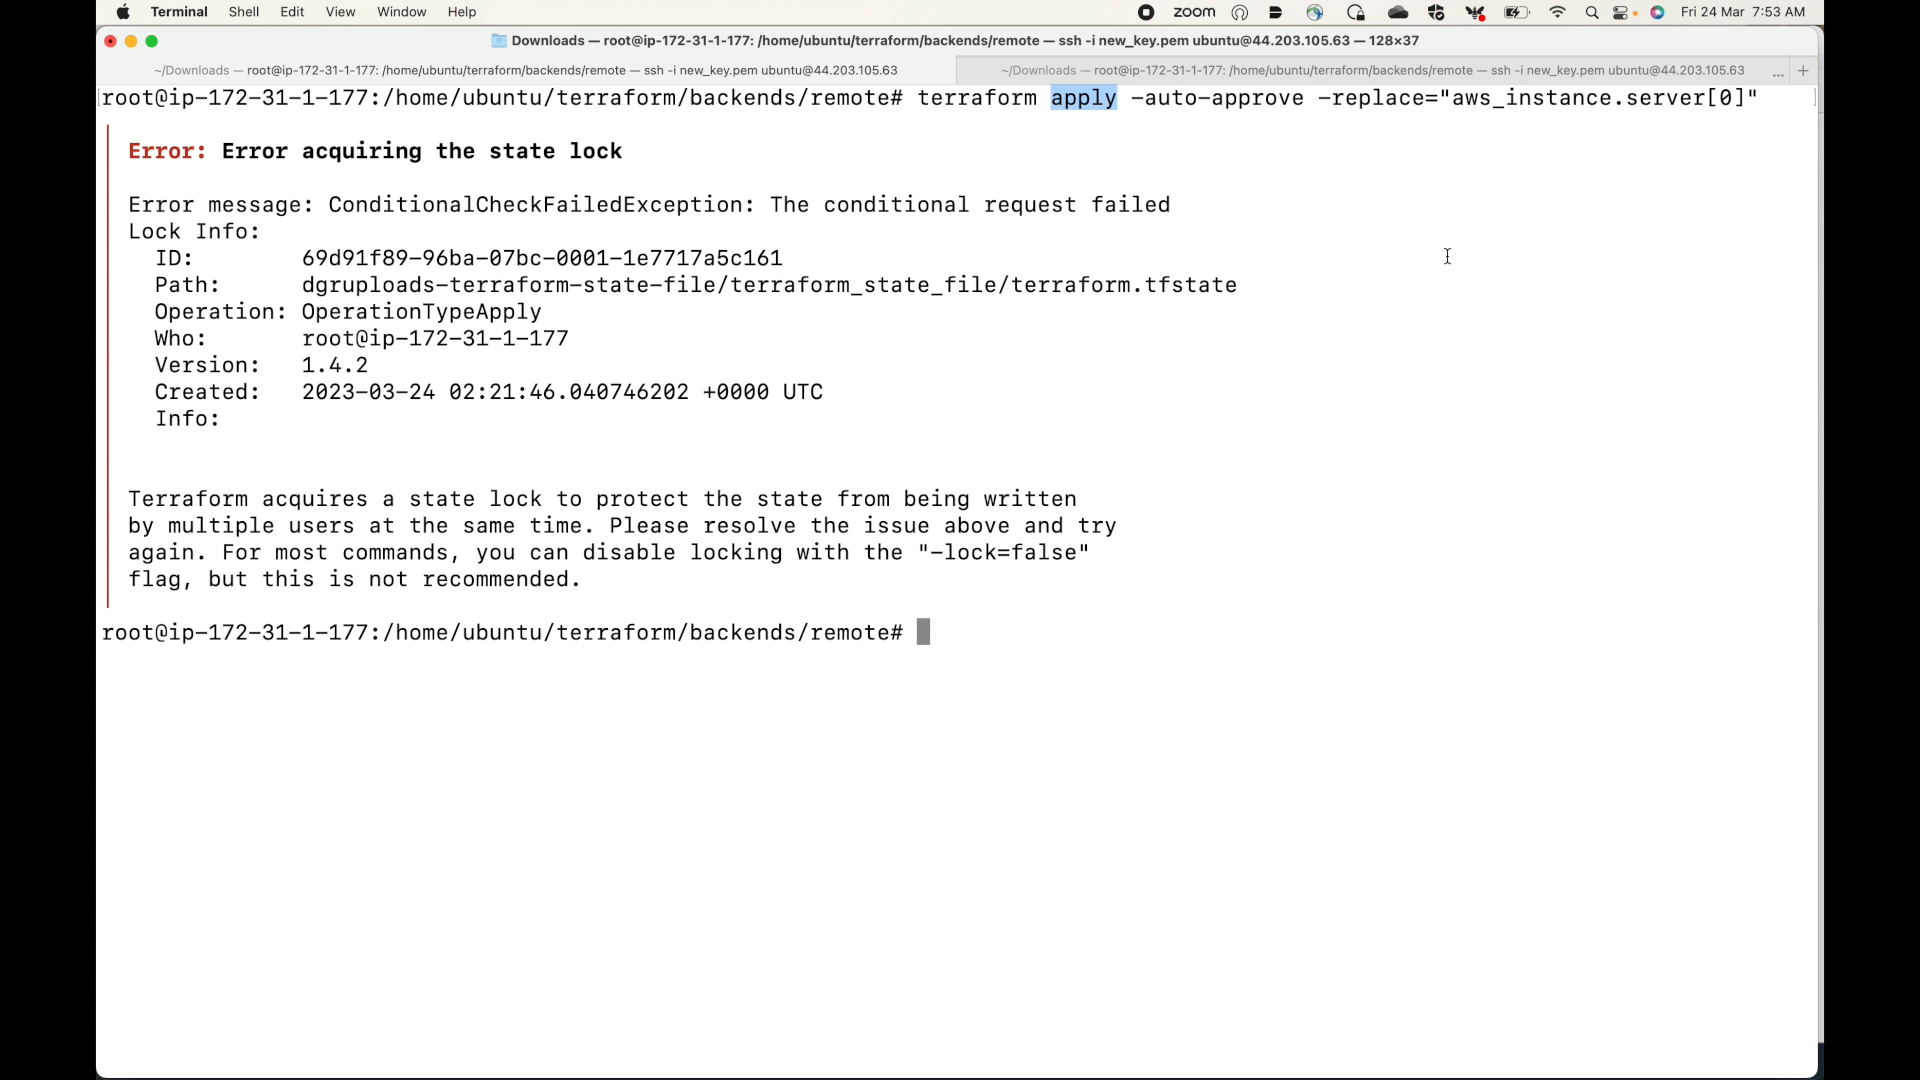 Terminal Shell Edit View Window Help zoom Fri 24 Mar 7:53 AM
Downloads — root@ip-172-31-1-177: /home/ubuntu/terraform/backends/remote — ssh -i new_key.pem ubuntu@44.203.105.63 — 128×37
~/Downloads — root@ip-172-31-1-177: /home/ubuntu/terraform/backends/remote — ssh -i new_key.pem ubuntu@44.203.105.63 ~/Downloads — root@ip-172-31-1-177: /home/ubuntu/terraform/backends/remote — ssh -i new_key.pem ubuntu@44.203.105.63 ... +
[root@ip-172-31-1-177:/home/ubuntu/terraform/backends/remote# terraform apply -auto-approve -replace="aws_instance.server[0]" ]
Error: Error acquiring the state lock
Error message: ConditionalCheckFailedException: The conditional request failed
Lock Info:
ID: 69d91f89-96ba-07bc-0001-1e7717a5c161
Path: dgruploads-terraform-state-file/terraform_state_file/terraform.tfstate
Operation: OperationTypeApply
Who: root@ip-172-31-1-177
Version: 1.4.2
Created: 2023-03-24 02:21:46.040746202 +0000 UTC
Info:
Terraform acquires a state lock to protect the state from being written
by multiple users at the same time. Please resolve the issue above and try
again. For most commands, you can disable locking with the "-lock=false"
flag, but this is not recommended.
root@ip-172-31-1-177:/home/ubuntu/terraform/backends/remote#